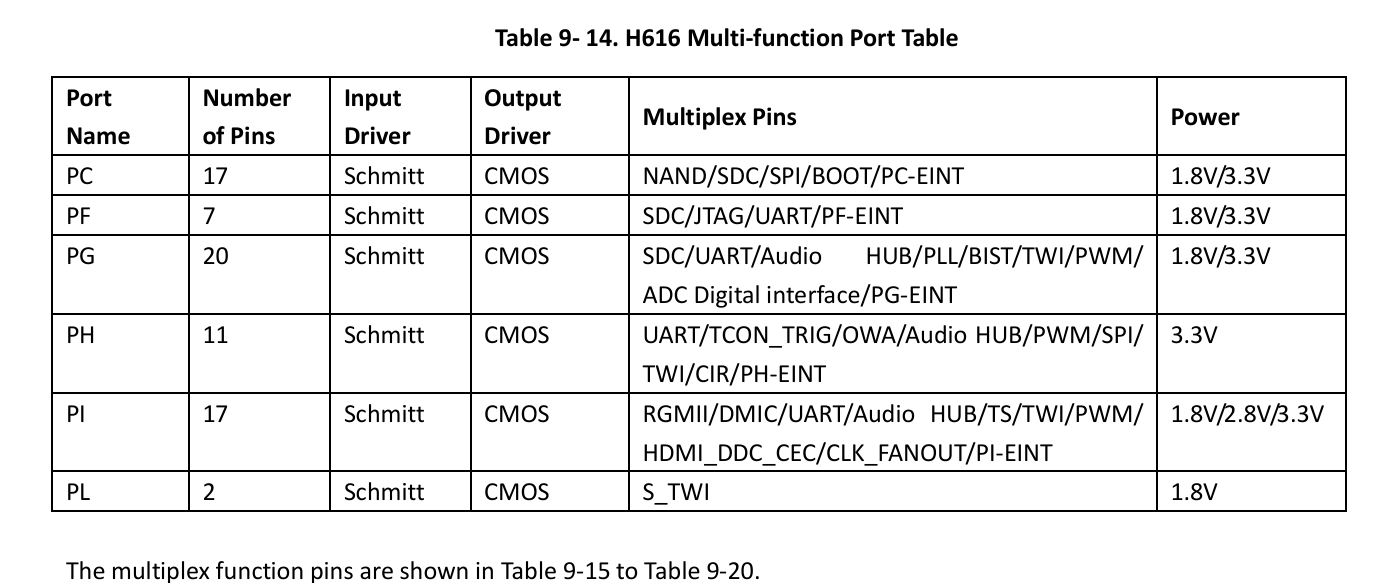 Table 9- 14. H616 Multi-function Port Table
Port Name | Number of Pins | Input Driver | Output Driver | Multiplex Pins | Power
PC | 17 | Schmitt | CMOS | NAND/SDC/SPI/BOOT/PC-EINT | 1.8V/3.3V
PF | 7 | Schmitt | CMOS | SDC/JTAG/UART/PF-EINT | 1.8V/3.3V
PG | 20 | Schmitt | CMOS | SDC/UART/Audio HUB/PLL/BIST/TWI/PWM/
ADC Digital interface/PG-EINT | 1.8V/3.3V
PH | 11 | Schmitt | CMOS | UART/TCON_TRIG/OWA/Audio HUB/PWM/SPI/
TWI/CIR/PH-EINT | 3.3V
PI | 17 | Schmitt | CMOS | RGMII/DMIC/UART/Audio HUB/TS/TWI/PWM/
HDMI_DDC_CEC/CLK_FANOUT/PI-EINT | 1.8V/2.8V/3.3V
PL | 2 | Schmitt | CMOS | S_TWI | 1.8V
The multiplex function pins are shown in Table 9-15 to Table 9-20.